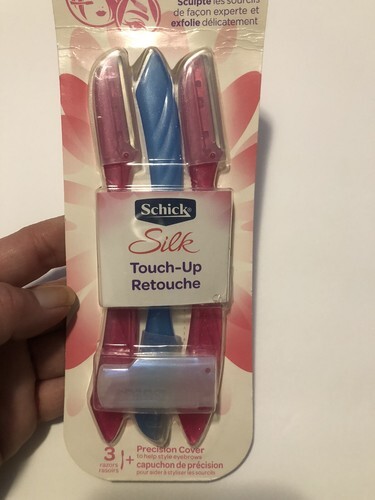 Sculpte les sourcils
de façon experte et
exfolie délicatement
Schick®
Silk
Touch-Up
Retouche
3
razors
rasoirs
+
Precision Cover
to help style eyebrows
capuchon de précision
pour aider à styliser les sourcils